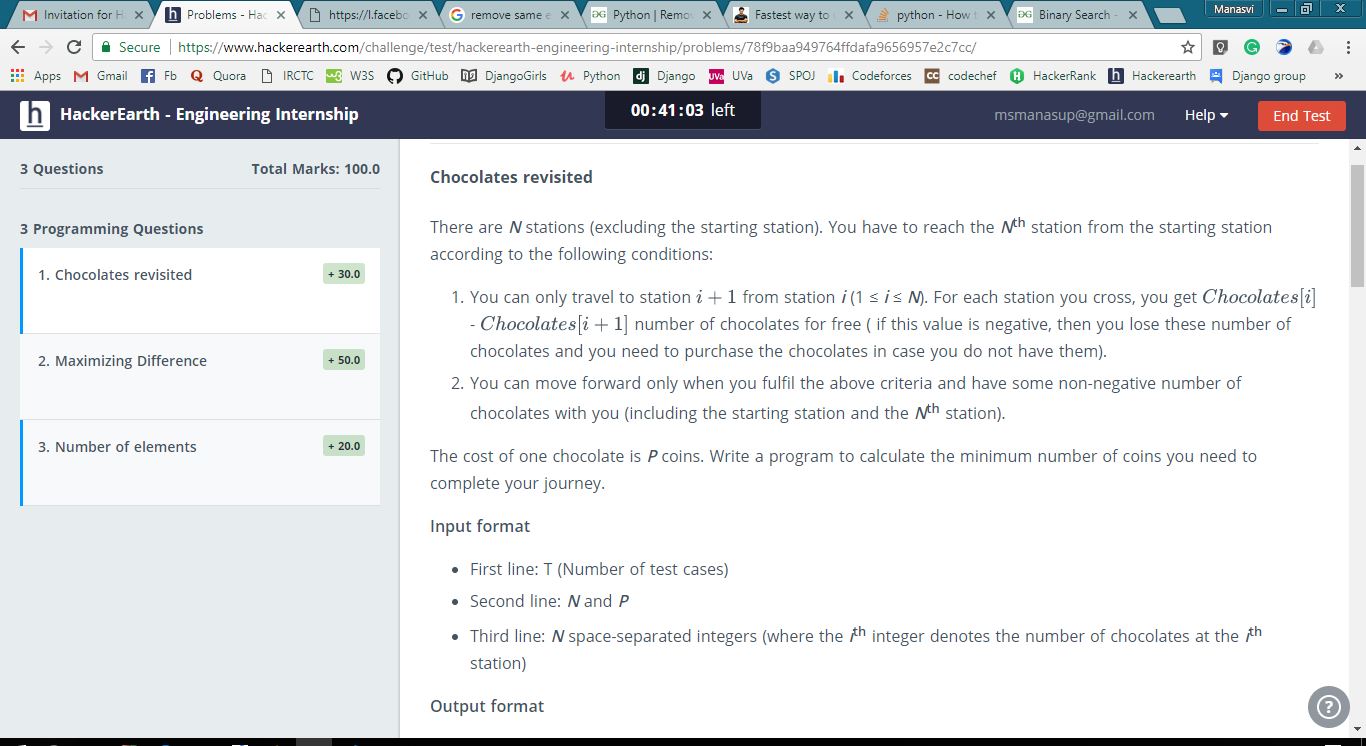 Invitation for H
Problems - Hac
https://l.facebo
remove same e
Python | Remov
Fastest way to
python - How t
Binary Search -
Manasvi
Secure
https://www.hackerearth.com/challenge/test/hackerearth-engineering-internship/problems/78f9baa949764ffdafa9656957e2c7cc/
Apps Gmail Fb Quora IRCTC W3S GitHub DjangoGirls Python Django UVa SPOJ Codeforces codechef HackerRank Hackerearth Django group »
HackerEarth - Engineering Internship
00:41:03 left
msmanasup@gmail.com
Help
End Test
3 Questions
Total Marks: 100.0
3 Programming Questions
1. Chocolates revisited
+ 30.0
2. Maximizing Difference
+ 50.0
3. Number of elements
+ 20.0
Chocolates revisited
There are N stations (excluding the starting station). You have to reach the Nth station from the starting station
according to the following conditions:
1. You can only travel to station i + 1 from station i (1 ≤ i ≤ N). For each station you cross, you get Chocolates[i]
- Chocolates[i + 1] number of chocolates for free ( if this value is negative, then you lose these number of
chocolates and you need to purchase the chocolates in case you do not have them).
2. You can move forward only when you fulfil the above criteria and have some non-negative number of
chocolates with you (including the starting station and the Nth station).
The cost of one chocolate is P coins. Write a program to calculate the minimum number of coins you need to
complete your journey.
Input format
• First line: T (Number of test cases)
• Second line: N and P
• Third line: N space-separated integers (where the ith integer denotes the number of chocolates at the ith
station)
Output format